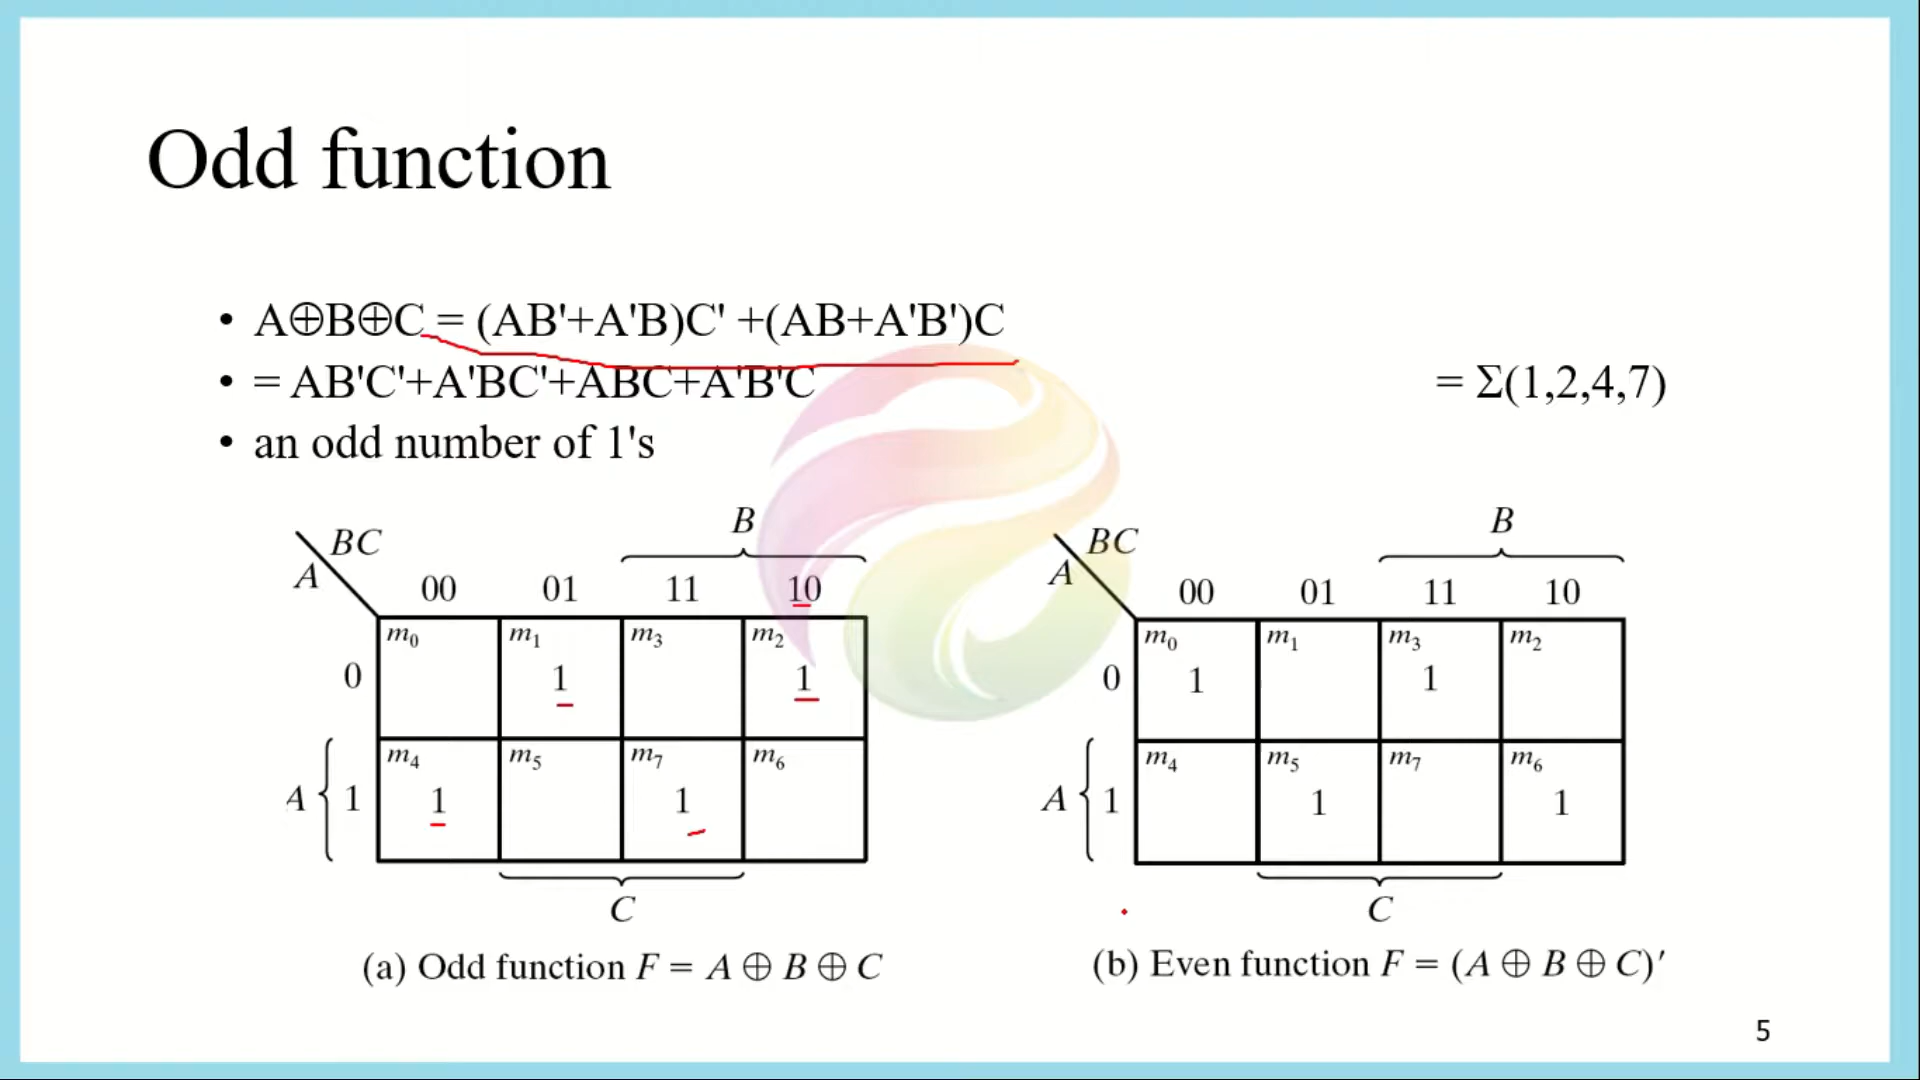 Odd function
• A⊕B⊕C = (AB'+A'B)C' +(AB+A'B')C
• = AB'C'+A'BC'+ABC+A'B'C = Σ(1,2,4,7)
• an odd number of 1's
B
BC
A
00 01 11 10
m₀ m₁ m₃ m₂
0 1 1
m₄ m₅ m₇ m₆
A 1 1 1
C
(a) Odd function F = A ⊕ B ⊕ C
B
BC
A
00 01 11 10
m₀ m₁ m₃ m₂
0 1 1
m₄ m₅ m₇ m₆
A 1 1 1
C
(b) Even function F = (A ⊕ B ⊕ C)′
5